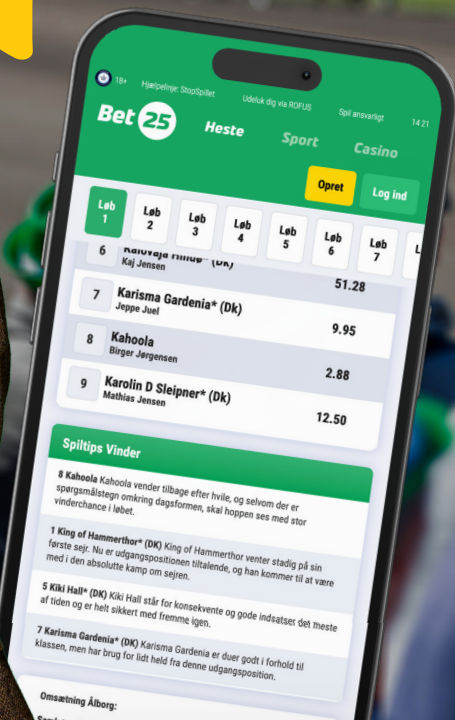 18+ Hjælpelinje: StopSpillet Udeluk dig via ROFUS Spil ansvarligt 14 21
Bet 25 Heste Sport Casino
Opret Log ind
Løb 1
Løb 2
Løb 3
Løb 4
Løb 5
Løb 6
Løb 7
L
6
Kaj Jensen
51.28
7 Karisma Gardenia* (Dk)
Jeppe Juel
9.95
8 Kahoola
Birger Jørgensen
2.88
9 Karolin D Sleipner* (Dk)
Mathias Jensen
12.50
Spiltips Vinder
8 Kahoola Kahoola vender tilbage efter hvile, og selvom der er
spørgsmålstegn omkring dagsformen, skal hoppen ses med stor
vinderchance i løbet.
1 King of Hammerthor* (DK) King of Hammerthor venter stadig på sin
første sejr. Nu er udgangspositionen tiltalende, og han kommer til at være
med i den absolutte kamp om sejren.
5 Kiki Hall* (DK) Kiki Hall står for konsekvente og gode indsatser det meste
af tiden og er helt sikkert med fremme igen.
7 Karisma Gardenia* (DK) Karisma Gardenia er duer godt i forhold til
klassen, men har brug for lidt held fra denne udgangsposition.
Omsætning Ålborg: